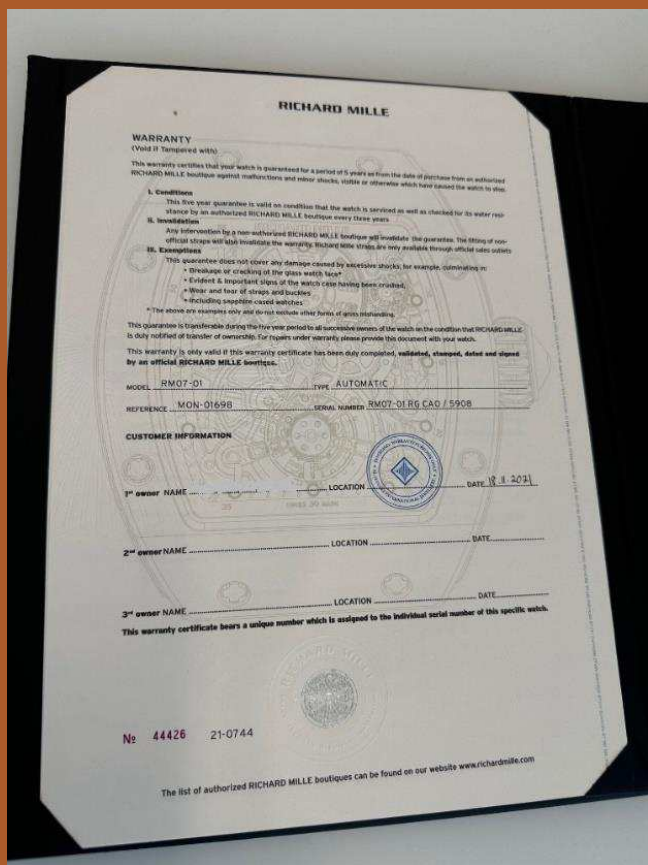 RICHARD MILLE
WARRANTY
(Void if Tampered with)
This warranty certifies that your watch is guaranteed for a period of 5 years as from the date of purchase from an authorized
RICHARD MILLE boutique against malfunctions and minor shocks, visible or otherwise which have caused the watch to stop.
I. Conditions
This five year guarantee is valid on condition that the watch is serviced as well as checked for its water resi-
stance by an authorized RICHARD MILLE boutique every three years
II. Invalidation
Any intervention by a non-authorized RICHARD MILLE boutique will invalidate the guarantee. The fitting of non-
official straps will also invalidate the warranty. Richard Mille straps are only available through official sales outlets
III. Exemptions
This guarantee does not cover any damage caused by excessive shocks; for example, culminating in:
• Breakage or cracking of the glass watch face*
• Evident & important signs of the watch case having been crushed,
• Wear and tear of straps and buckles
• Including sapphire cased watches
* The above are examples only and do not exclude other forms of gross mishandling.
This guarantee is transferable during the five year period to all successive owners of the watch on the condition that RICHARD MILLE
is duly notified of transfer of ownership. For repairs under warranty please provide this document with your watch.
This warranty is only valid if this warranty certificate has been duly completed, validated, stamped, dated and signed
by an official RICHARD MILLE boutique.
MODEL RM07-01 TYPE AUTOMATIC
REFERENCE MON-01698 SERIAL NUMBER RM07-01 RG CAO / 5908
CUSTOMER INFORMATION
1st owner NAME LOCATION DATE 18.11.2021
2nd owner NAME LOCATION DATE
3rd owner NAME LOCATION DATE
This warranty certificate bears a unique number which is assigned to the individual serial number of this specific watch.
RICHARD MILLE
Nº 44426 21-0744
The list of authorized RICHARD MILLE boutiques can be found on our website www.richardmille.com